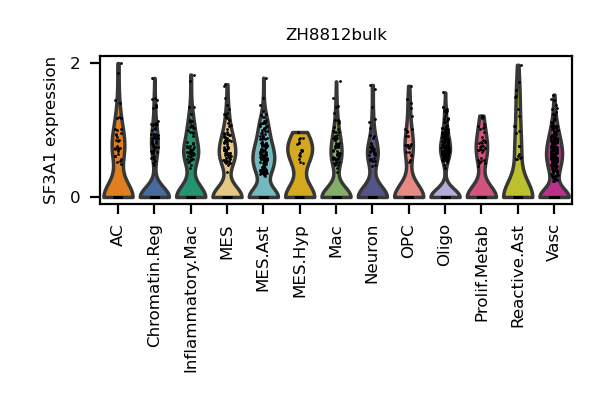 ZH8812bulk
SF3A1 expression
2
0
AC
Chromatin.Reg
Inflammatory.Mac
MES
MES.Ast
MES.Hyp
Mac
Neuron
OPC
Oligo
Prolif.Metab
Reactive.Ast
Vasc